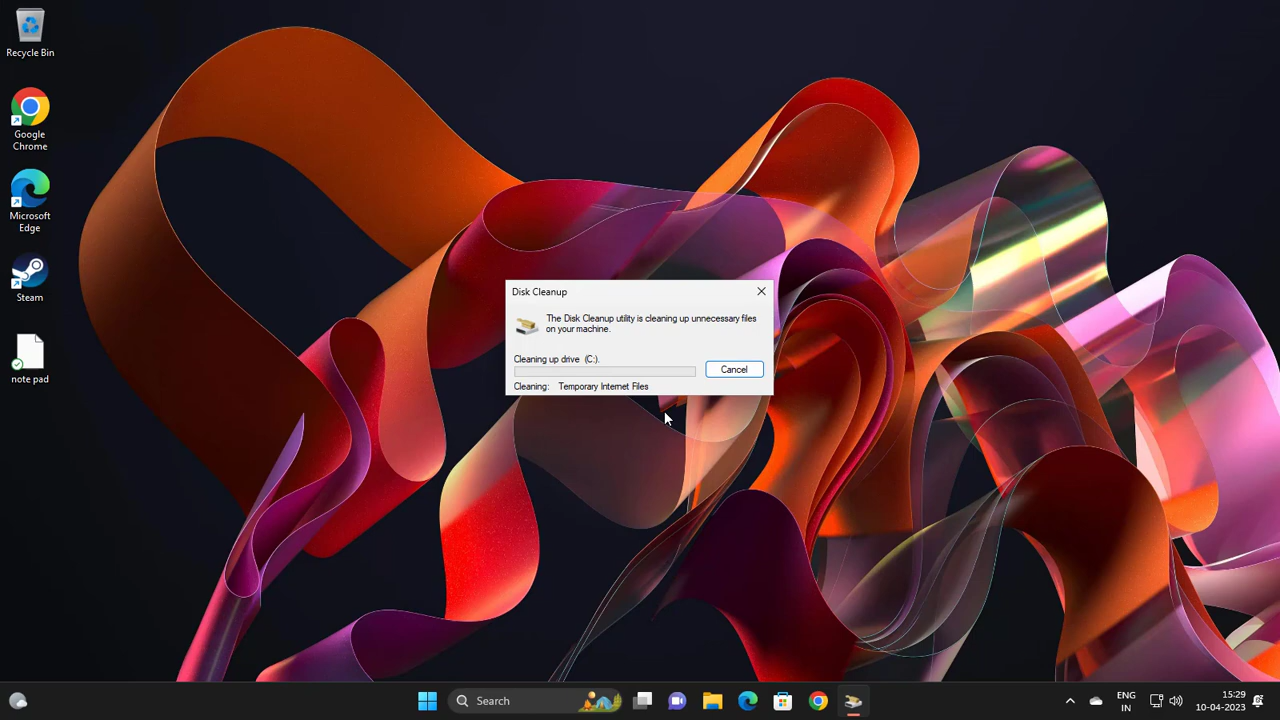 Recycle Bin
Google
Chrome
Microsoft
Edge
Steam
note pad
Disk Cleanup
The Disk Cleanup utility is cleaning up unnecessary files
on your machine.
Cleaning up drive (C:).
Cancel
Cleaning: Temporary Internet Files
Search
ENG
IN
15:29
10-04-2023